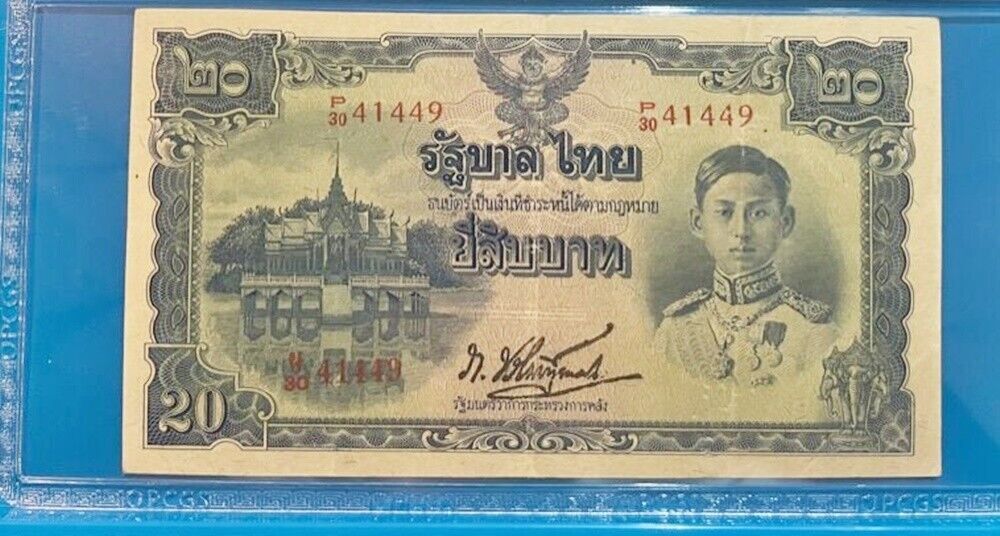 ๒๐ ๒๐
P/30 41449 P/30 41449
รัฐบาลไทย
ธนบัตร์เป็นเงินที่ชำระหนี้ได้ตามกฎหมาย
ยี่สิบบาท
41449
รัฐมนตรีว่าการกระทรวงการคลัง
20
PCGS PCGS